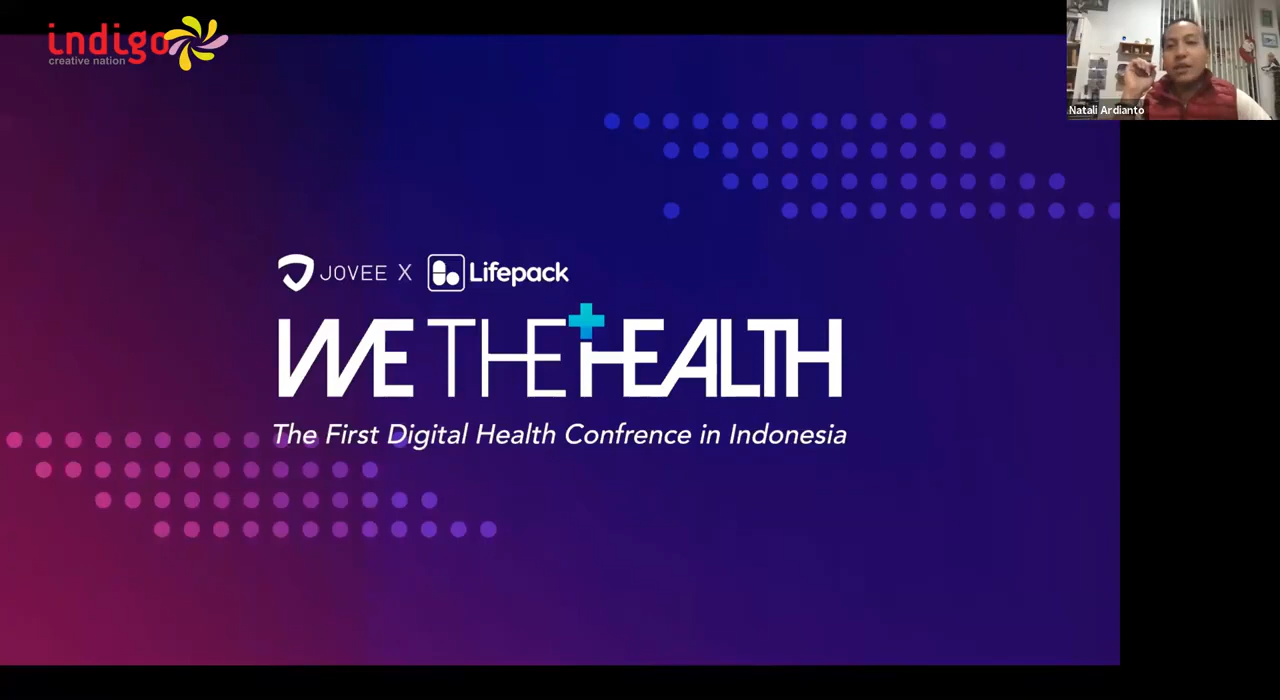 indigo
creative nation
Natali Ardianto
JOVEE X Lifepack
WE THE HEALTH
The First Digital Health Confrence in Indonesia